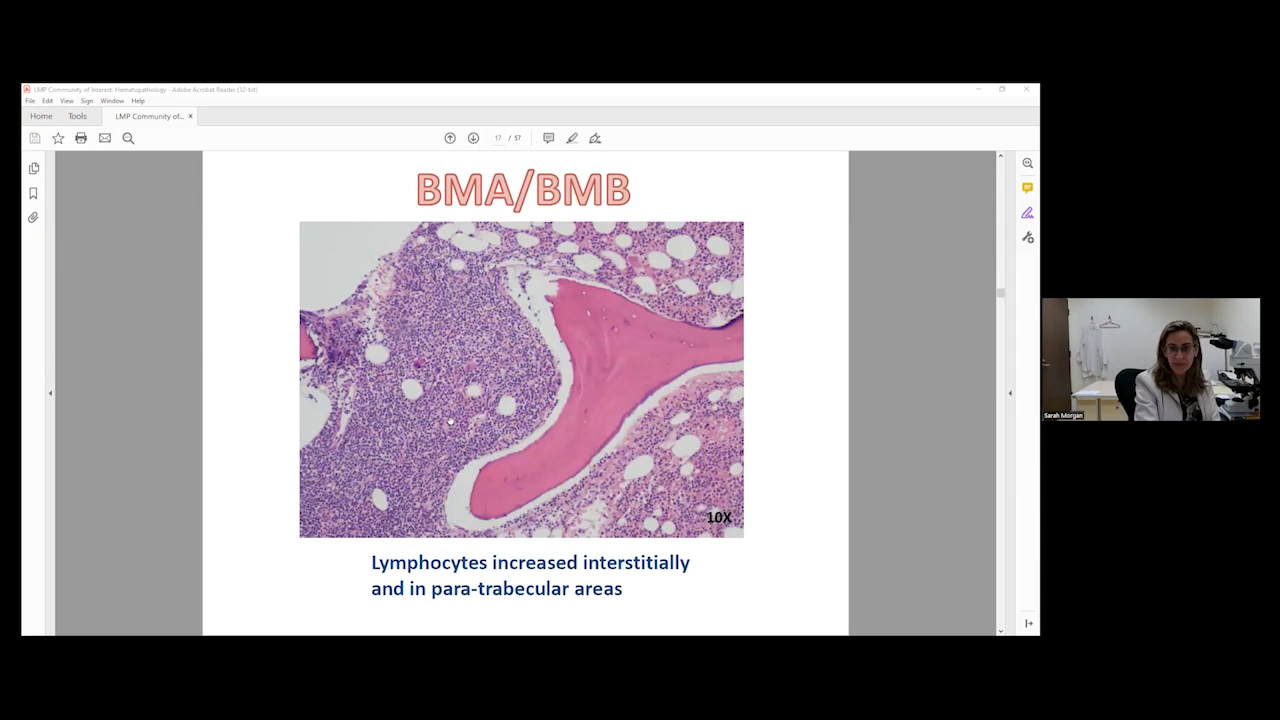 LMP Community of Interest: Hematopathology - Adobe Acrobat Reader (32-bit)
File Edit View Sign Window Help
Home Tools LMP Community of... ×
17 / 57
BMA/BMB
10X
Lymphocytes increased interstitially
and in para-trabecular areas
Sarah Morgan